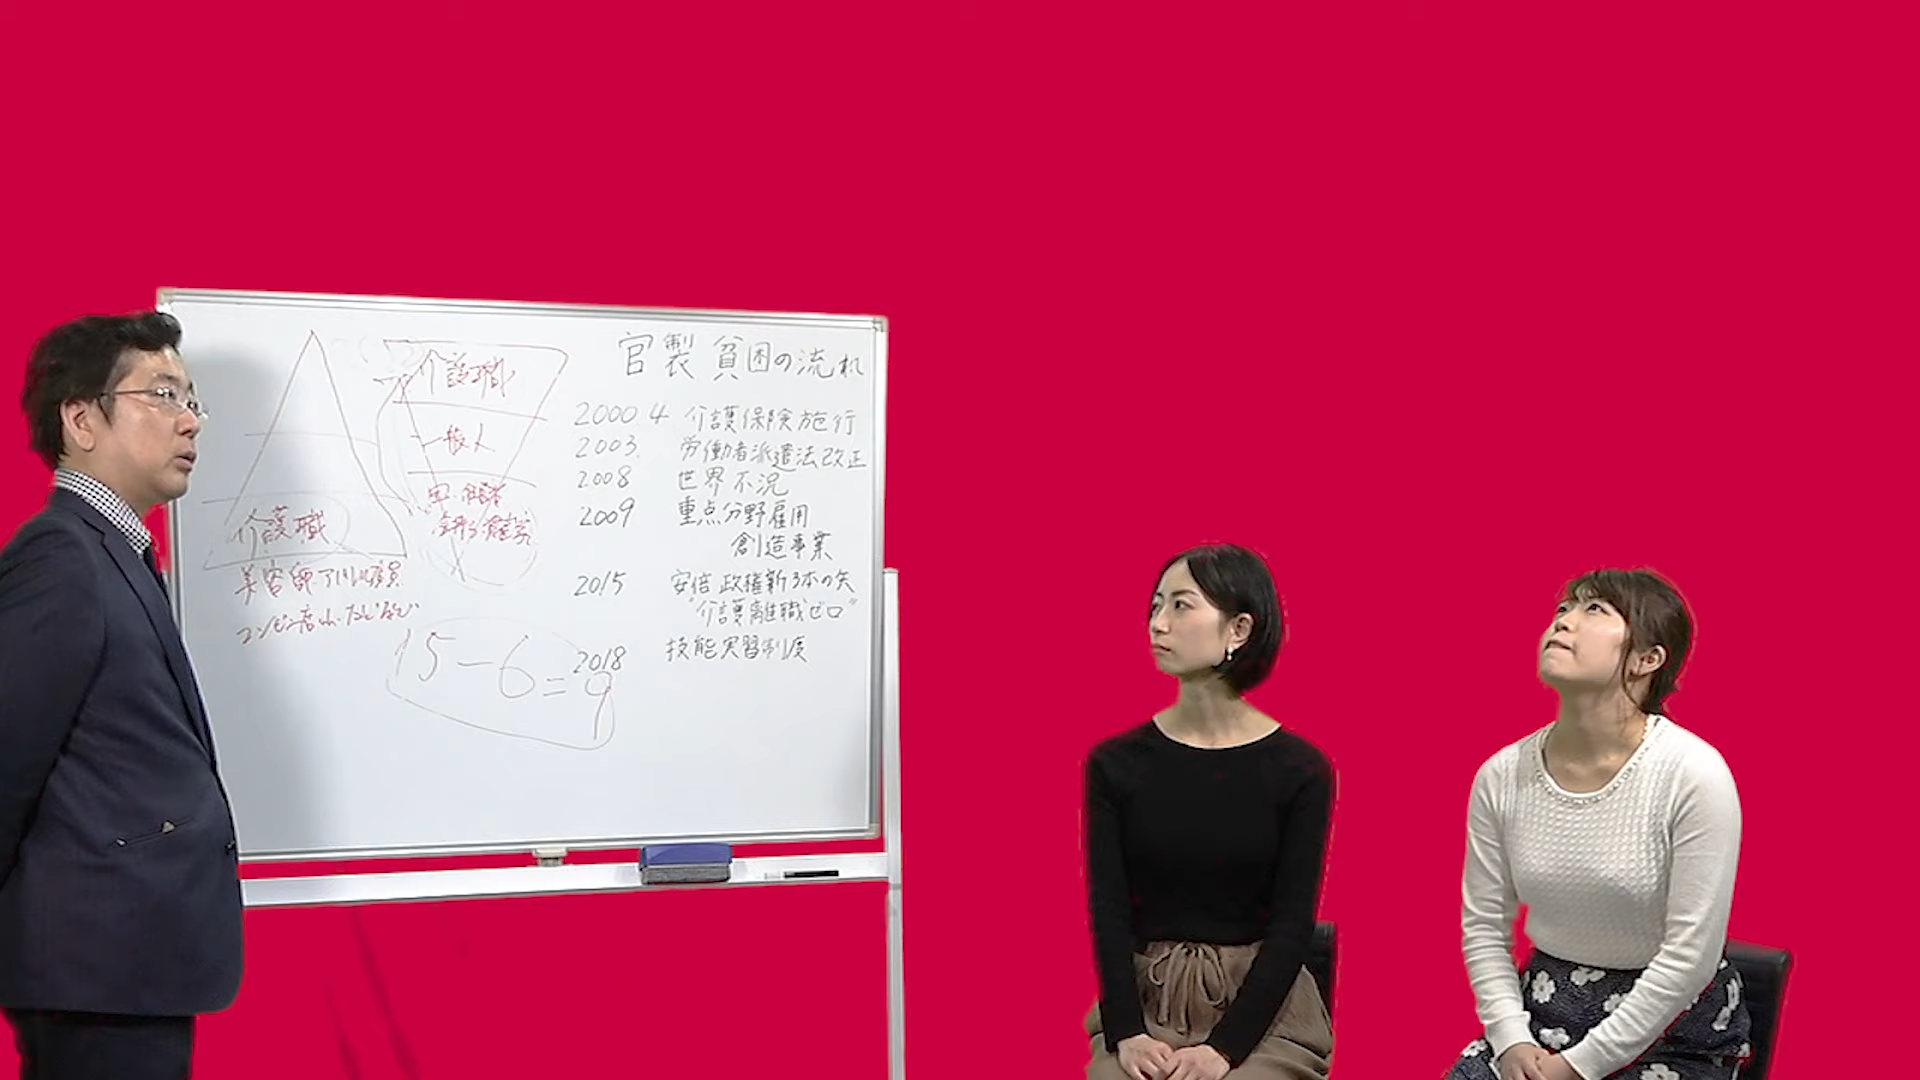 官製貧困の流れ
2000.4 介護保険施行
2003. 労働者派遣法改正
2008 世界不況
2009 重点分野雇用
創造事業
2015 安倍政権新3本の矢
"介護離職ゼロ"
2018 技能実習制度
介護職
一般人
介護職
美容師
15-6=9